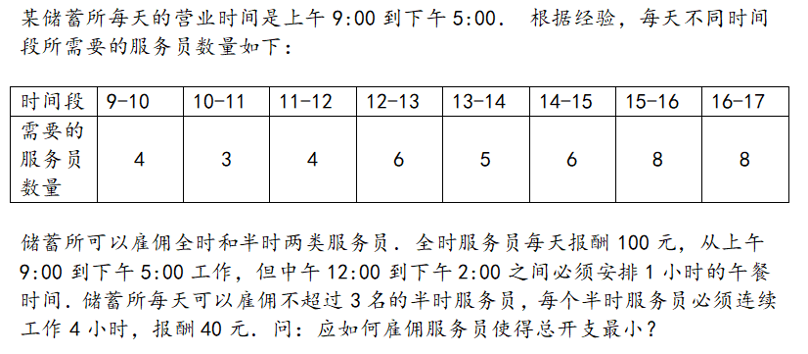 某储蓄所每天的营业时间是上午 9:00 到下午 5:00． 根据经验，每天不同时间
段所需要的服务员数量如下：
时间段 9-10 10-11 11-12 12-13 13-14 14-15 15-16 16-17
需要的
服务员 4 3 4 6 5 6 8 8
数量
储蓄所可以雇佣全时和半时两类服务员．全时服务员每天报酬 100 元，从上午
9:00 到下午 5:00 工作，但中午 12:00 到下午 2:00 之间必须安排 1 小时的午餐
时间．储蓄所每天可以雇佣不超过 3 名的半时服务员，每个半时服务员必须连续
工作 4 小时，报酬 40 元．问：应如何雇佣服务员使得总开支最小？